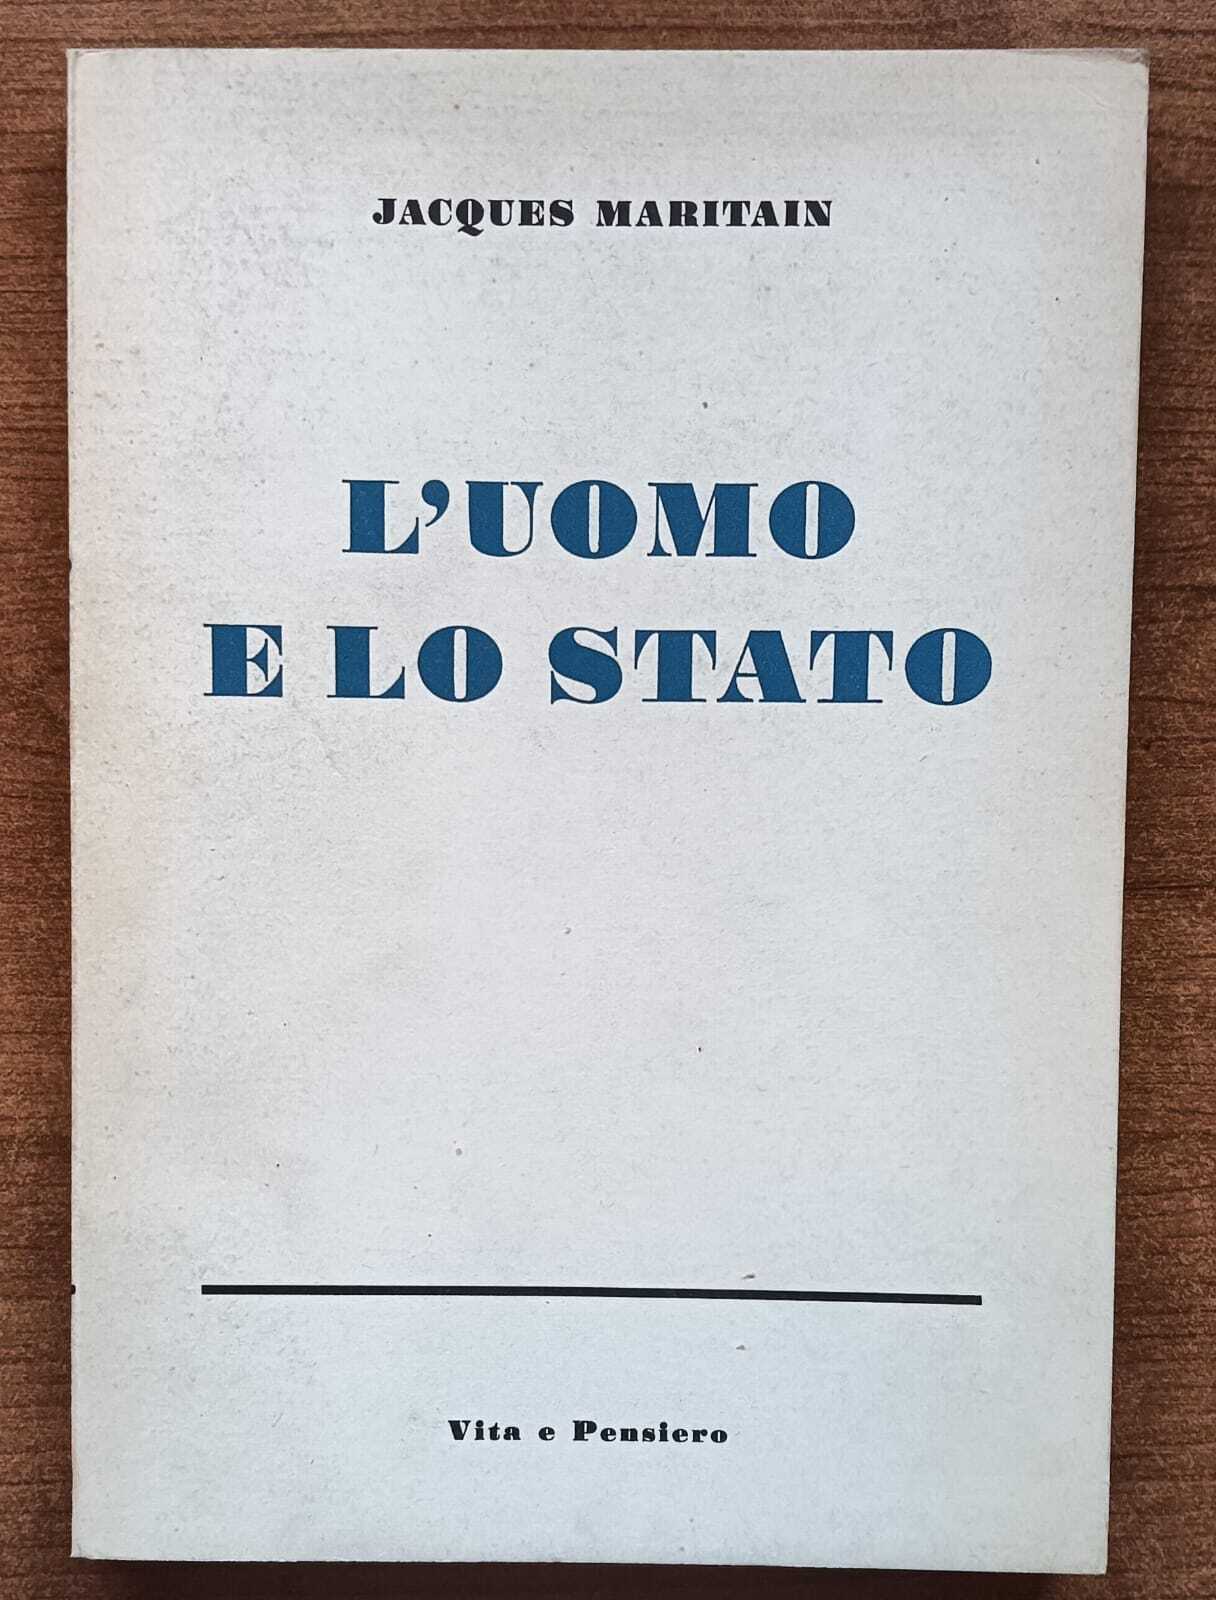 JACQUES MARITAIN
L'UOMO
E LO STATO
Vita e Pensiero